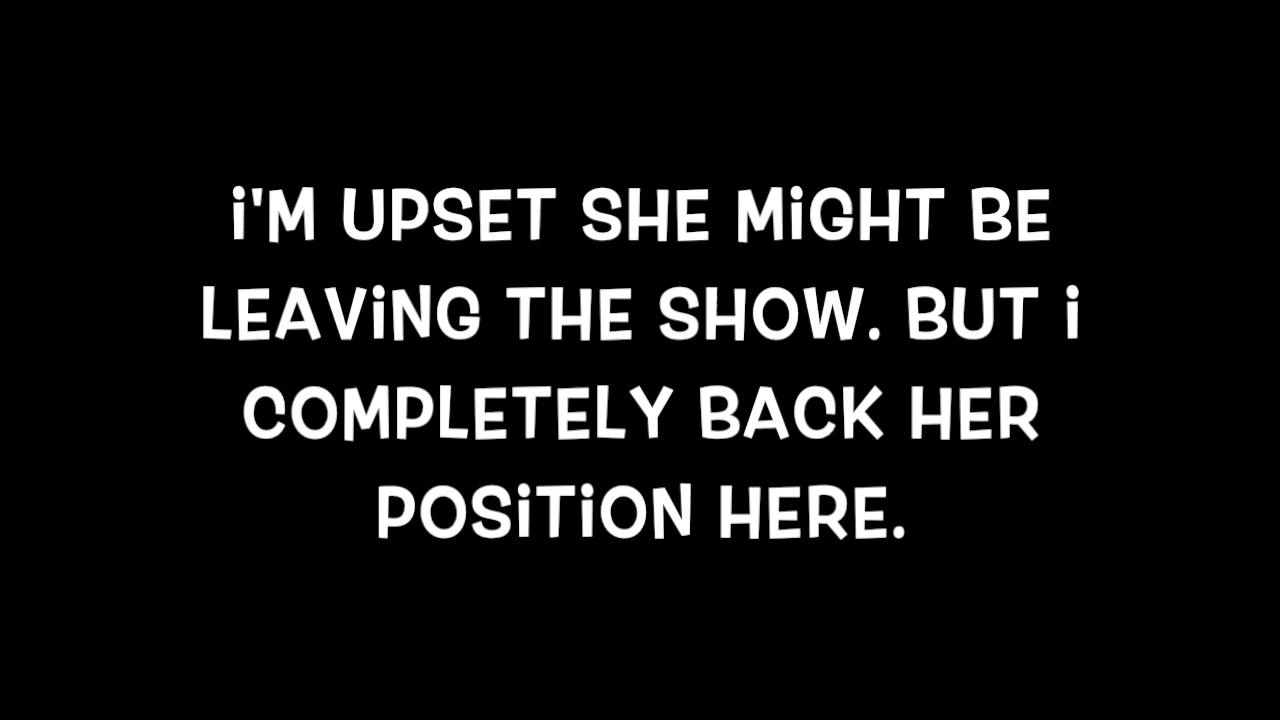 i'M UPSET SHE MiGHT BE
LEAViNG THE SHOW. BUT i
COMPLETELY BACK HER
POSiTiON HERE.